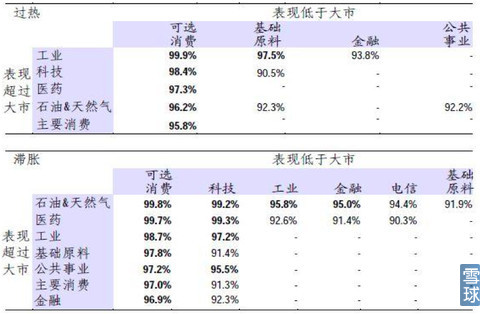 过热 表现低于大市
可选消费 基础原料 金融 公共事业
表现超过大市
工业 99.9% 97.5% 93.8% -
科技 98.4% 90.5% - -
医药 97.3% - - -
石油&天然气 96.2% 92.3% - 92.2%
主要消费 95.8% - - -
滞胀 表现低于大市
可选消费 科技 工业 金融 电信 基础原料
表现超过大市
石油&天然气 99.8% 99.2% 95.8% 95.0% 94.4% 91.9%
医药 99.7% 99.3% 92.6% 91.4% 90.3% -
工业 98.7% 97.2% - - - -
基础原料 97.8% 91.4% - - - -
公共事业 97.2% 95.5% - - - -
主要消费 97.0% 91.3% - - - -
金融 96.9% 92.3% - - - -
雪球